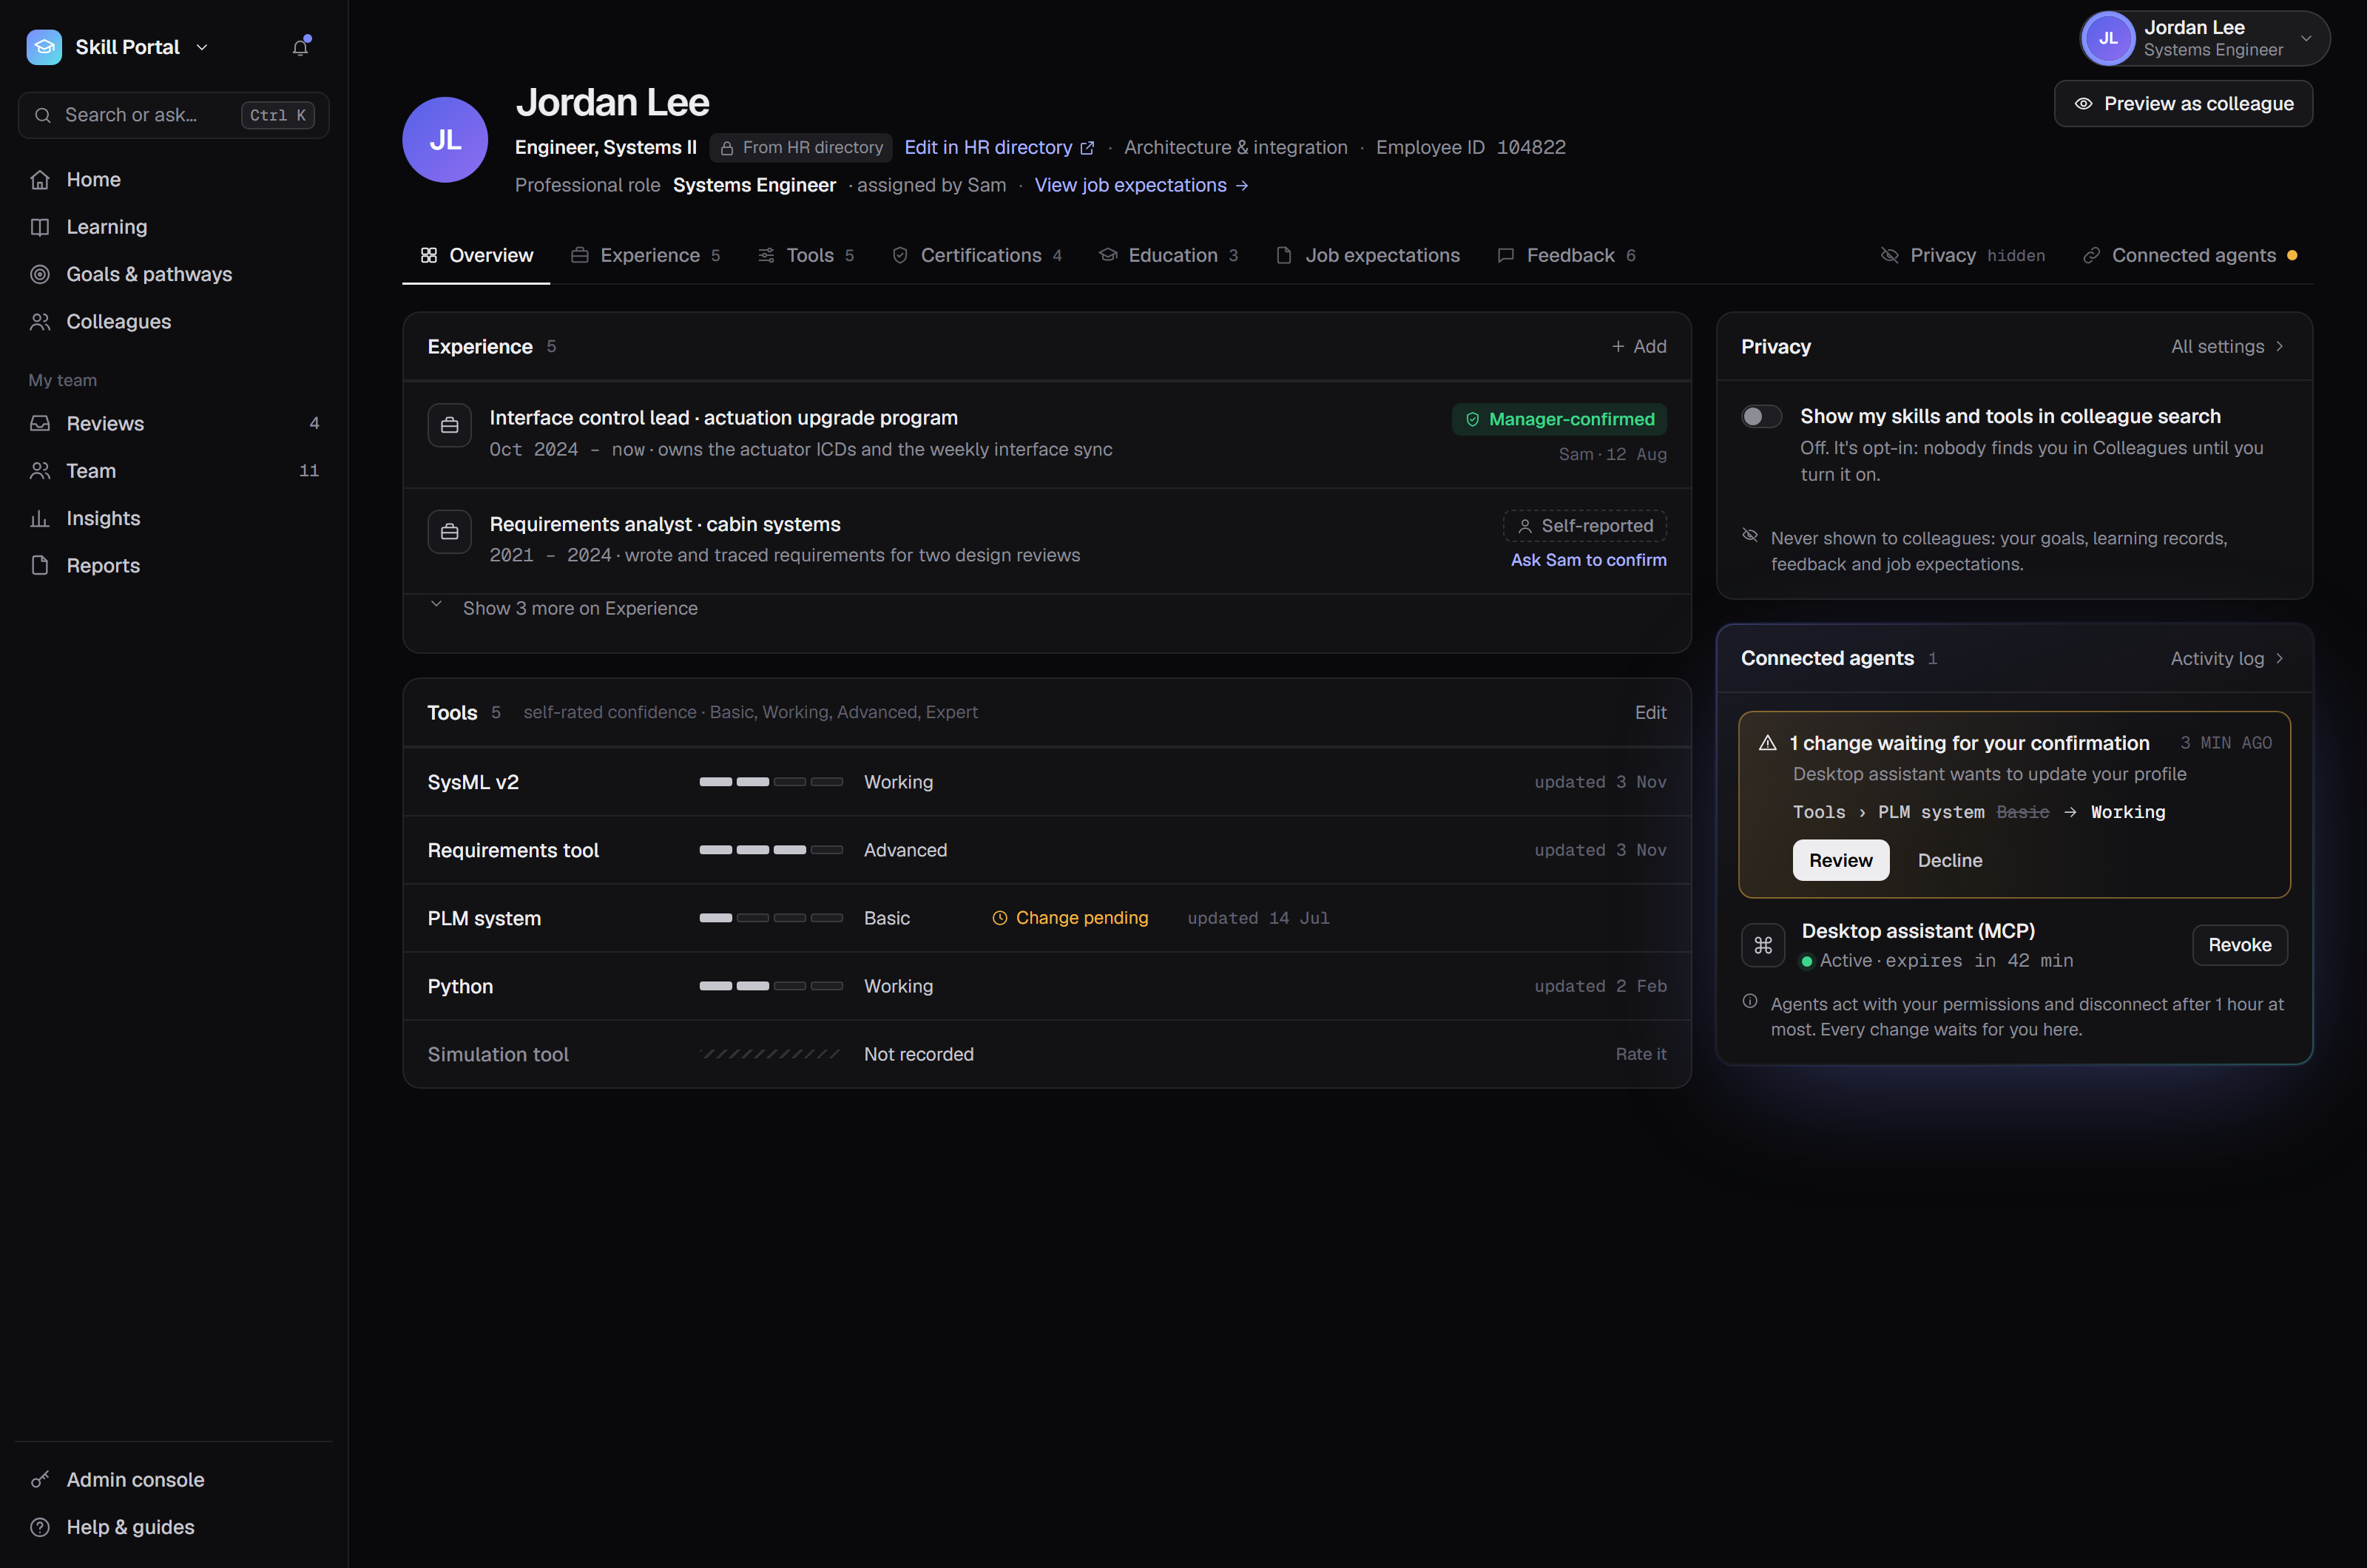 Skill Portal
Search or ask... Ctrl K
Home
Learning
Goals & pathways
Colleagues
My team
Reviews 4
Team 11
Insights
Reports
Admin console
Help & guides
JL Jordan Lee
Systems Engineer
Preview as colleague
JL
Jordan Lee
Engineer, Systems II From HR directory Edit in HR directory · Architecture & integration · Employee ID 104822
Professional role Systems Engineer · assigned by Sam · View job expectations →
Overview Experience 5 Tools 5 Certifications 4 Education 3 Job expectations Feedback 6 Privacy hidden Connected agents
Experience 5 + Add
Interface control lead · actuation upgrade program Manager-confirmed
Oct 2024 – now · owns the actuator ICDs and the weekly interface sync Sam · 12 Aug
Requirements analyst · cabin systems Self-reported
2021 – 2024 · wrote and traced requirements for two design reviews Ask Sam to confirm
Show 3 more on Experience
Tools 5 self-rated confidence · Basic, Working, Advanced, Expert Edit
SysML v2 Working updated 3 Nov
Requirements tool Advanced updated 3 Nov
PLM system Basic Change pending updated 14 Jul
Python Working updated 2 Feb
Simulation tool Not recorded Rate it
Privacy All settings
Show my skills and tools in colleague search
Off. It's opt-in: nobody finds you in Colleagues until you
turn it on.
Never shown to colleagues: your goals, learning records,
feedback and job expectations.
Connected agents 1 Activity log
1 change waiting for your confirmation 3 MIN AGO
Desktop assistant wants to update your profile
Tools › PLM system Basic → Working
Review Decline
Desktop assistant (MCP) Revoke
Active · expires in 42 min
Agents act with your permissions and disconnect after 1 hour at
most. Every change waits for you here.